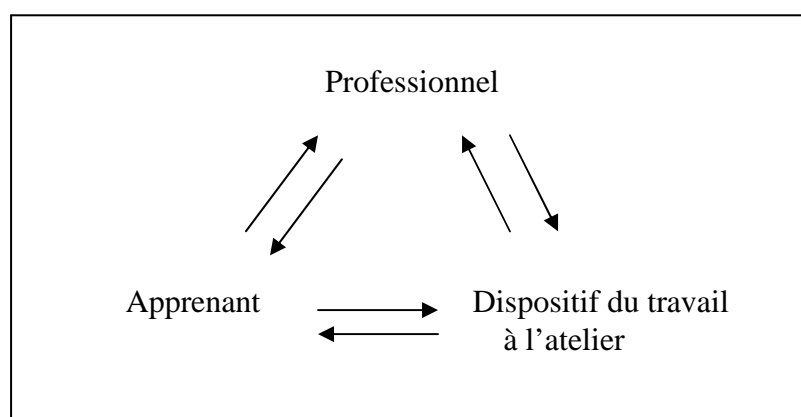 Professionnel
Apprenant
Dispositif du travail
à l’atelier